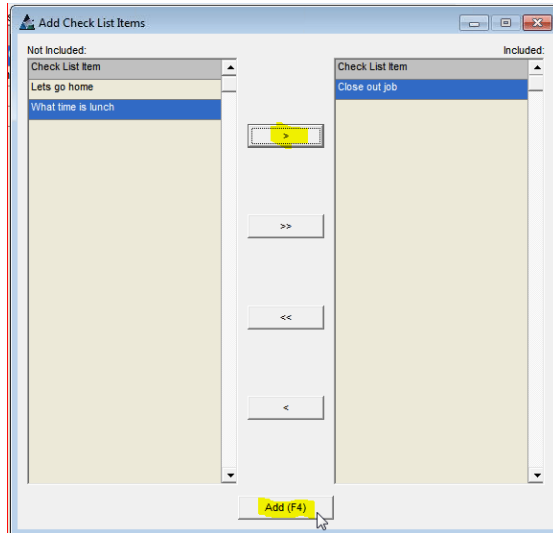 Add Check List Items
Not Included:
Included:
Check List Item
Check List Item
Lets go home
Close out job
What time is lunch
>
>>
<<
<
Add (F4)